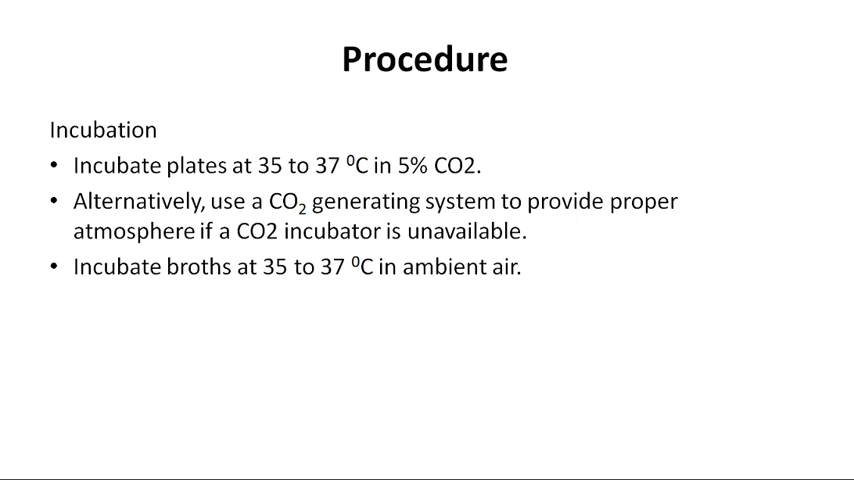 Procedure
Incubation
• Incubate plates at 35 to 37 ⁰C in 5% CO2.
• Alternatively, use a CO₂ generating system to provide proper
atmosphere if a CO2 incubator is unavailable.
• Incubate broths at 35 to 37 ⁰C in ambient air.